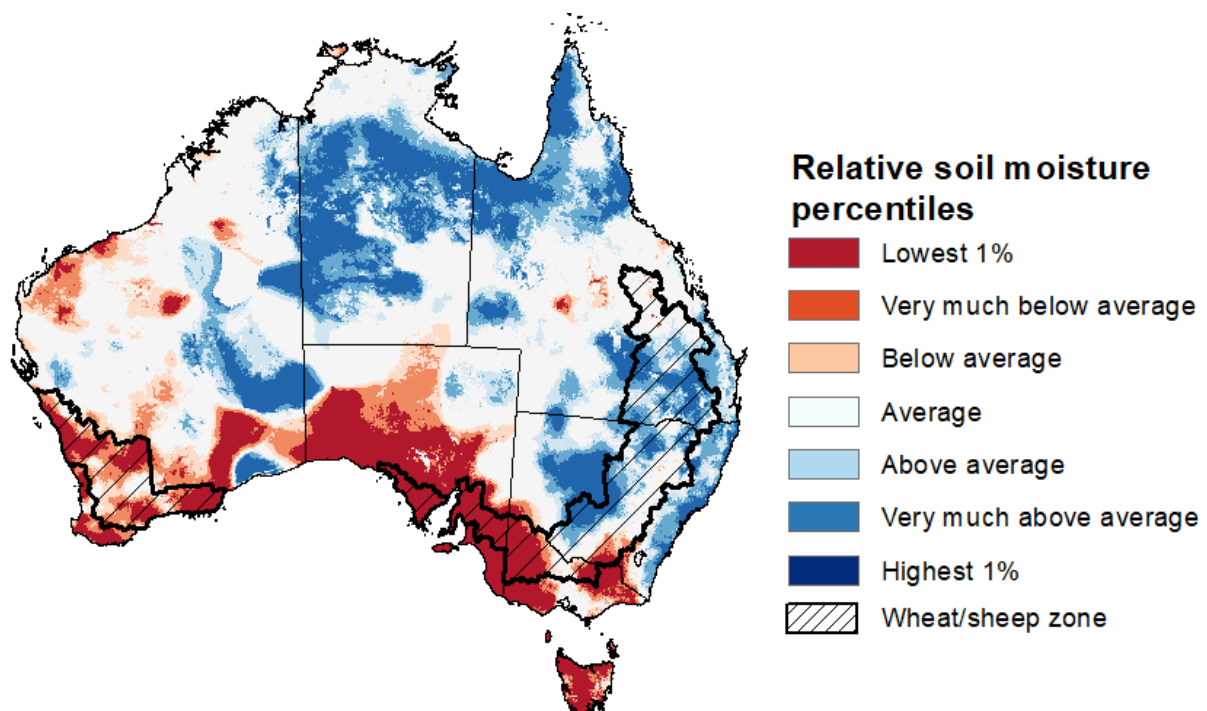 Relative soil moisture
percentiles
Lowest 1%
Very much below average
Below average
Average
Above average
Very much above average
Highest 1%
Wheat/sheep zone